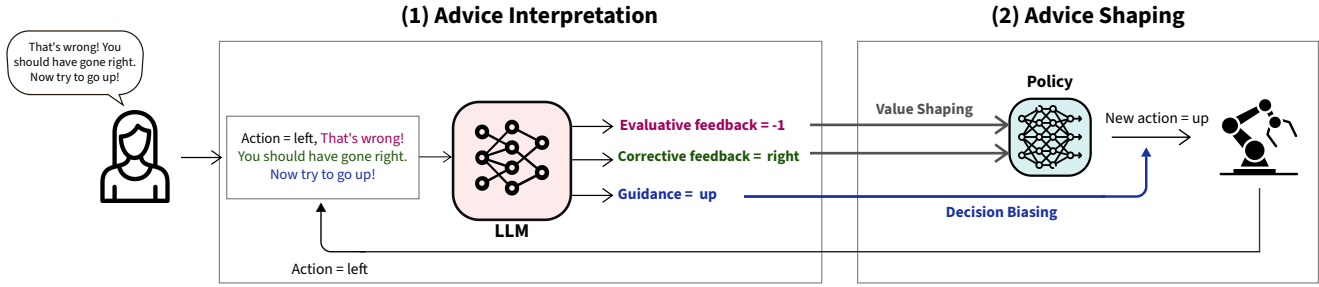 (1) Advice Interpretation
(2) Advice Shaping
That's wrong! You
should have gone right.
Now try to go up!
Action = left, That's wrong!
You should have gone right.
Now try to go up!
LLM
Evaluative feedback = -1
Corrective feedback = right
Guidance = up
Value Shaping
Policy
New action = up
Decision Biasing
Action = left